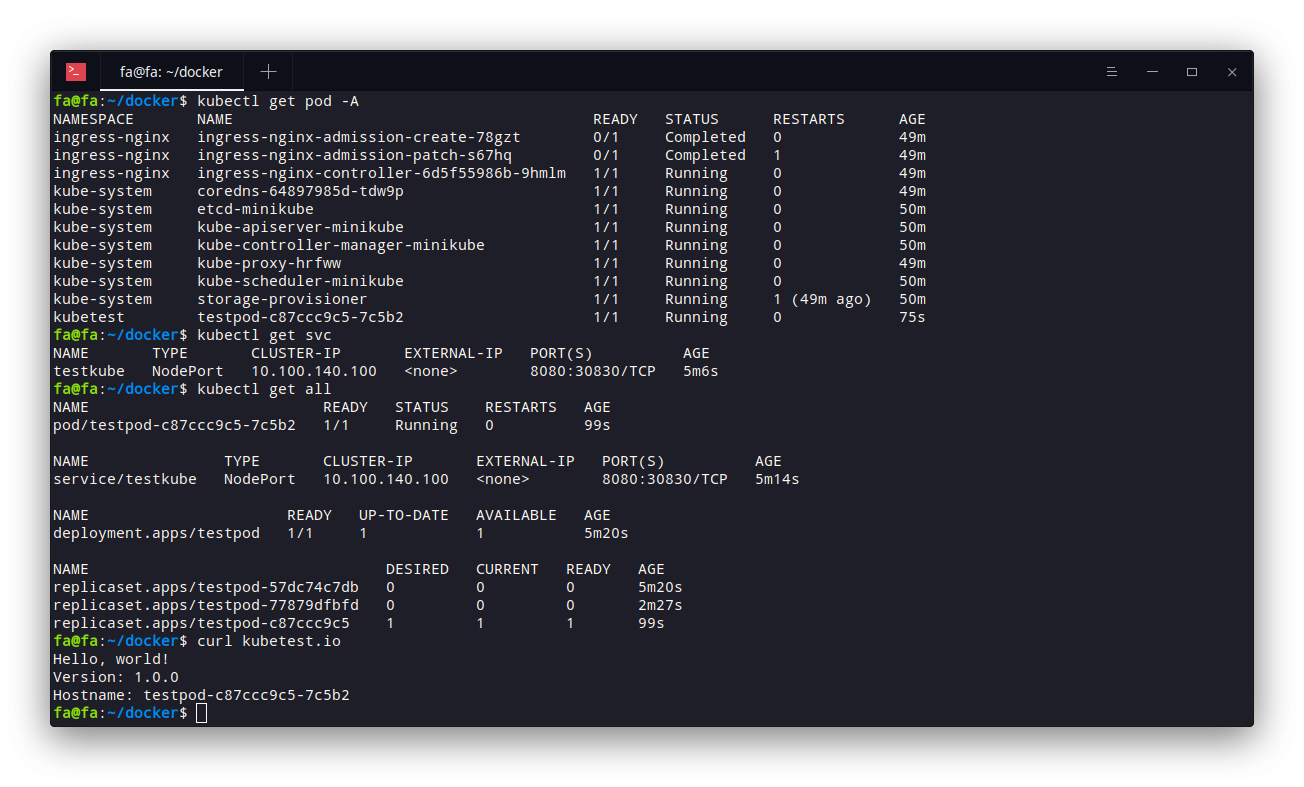 fa@fa: ~/docker
fa@fa:~/docker$ kubectl get pod -A
NAMESPACE       NAME                                        READY   STATUS      RESTARTS      AGE
ingress-nginx   ingress-nginx-admission-create-78gzt        0/1     Completed   0             49m
ingress-nginx   ingress-nginx-admission-patch-s67hq         0/1     Completed   1             49m
ingress-nginx   ingress-nginx-controller-6d5f55986b-9hmlm   1/1     Running     0             49m
kube-system     coredns-64897985d-tdw9p                     1/1     Running     0             49m
kube-system     etcd-minikube                               1/1     Running     0             50m
kube-system     kube-apiserver-minikube                     1/1     Running     0             50m
kube-system     kube-controller-manager-minikube            1/1     Running     0             50m
kube-system     kube-proxy-hrfww                            1/1     Running     0             49m
kube-system     kube-scheduler-minikube                     1/1     Running     0             50m
kube-system     storage-provisioner                         1/1     Running     1 (49m ago)   50m
kubetest        testpod-c87ccc9c5-7c5b2                     1/1     Running     0             75s
fa@fa:~/docker$ kubectl get svc
NAME       TYPE       CLUSTER-IP       EXTERNAL-IP   PORT(S)          AGE
testkube   NodePort   10.100.140.100   <none>        8080:30830/TCP   5m6s
fa@fa:~/docker$ kubectl get all
NAME                          READY   STATUS    RESTARTS   AGE
pod/testpod-c87ccc9c5-7c5b2   1/1     Running   0          99s
NAME               TYPE       CLUSTER-IP       EXTERNAL-IP   PORT(S)          AGE
service/testkube   NodePort   10.100.140.100   <none>        8080:30830/TCP   5m14s
NAME                      READY   UP-TO-DATE   AVAILABLE   AGE
deployment.apps/testpod   1/1     1            1           5m20s
NAME                                 DESIRED   CURRENT   READY   AGE
replicaset.apps/testpod-57dc74c7db   0         0         0       5m20s
replicaset.apps/testpod-77879dfbfd   0         0         0       2m27s
replicaset.apps/testpod-c87ccc9c5    1         1         1       99s
fa@fa:~/docker$ curl kubetest.io
Hello, world!
Version: 1.0.0
Hostname: testpod-c87ccc9c5-7c5b2
fa@fa:~/docker$